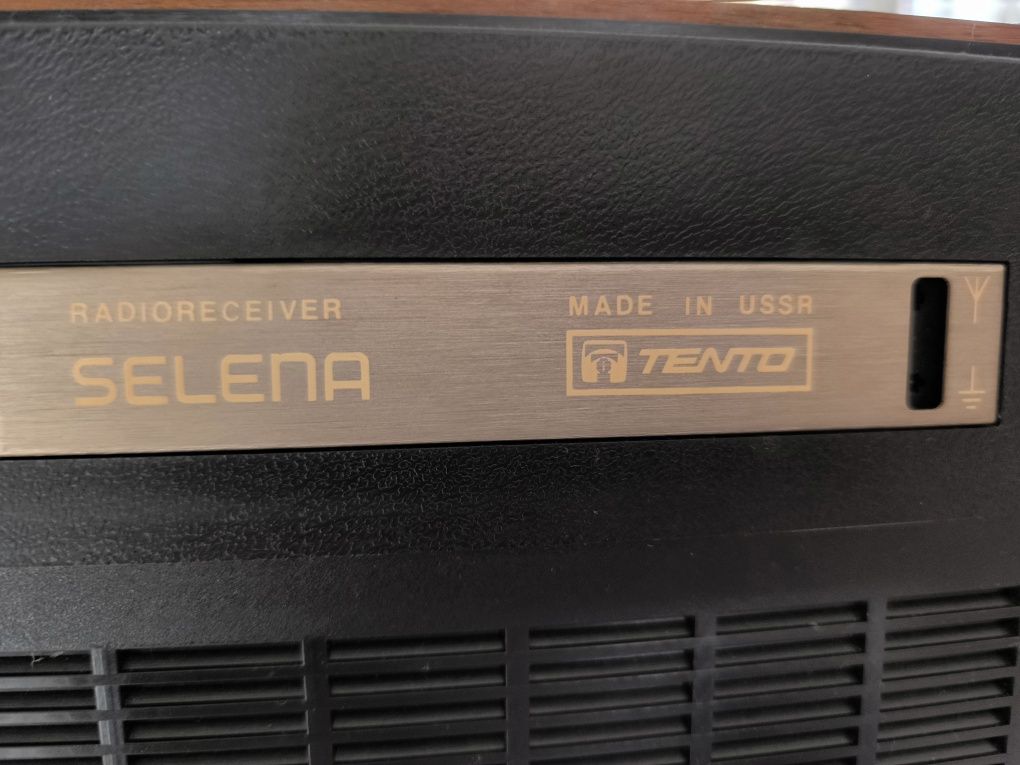 RADIORECEIVER
SELENA
MADE IN USSR
TENTO